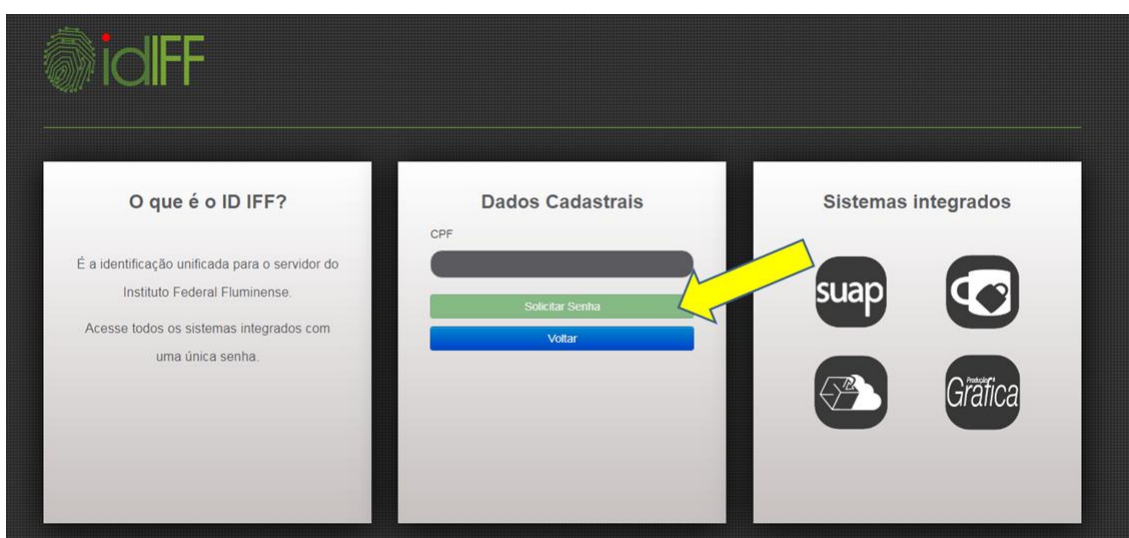 idIFF
O que é o ID IFF?
É a identificação unificada para o servidor do
Instituto Federal Fluminense.
Acesse todos os sistemas integrados com
uma única senha.
Dados Cadastrais
CPF
Solicitar Senha
Voltar
Sistemas integrados
suap
Produção
Gráfica